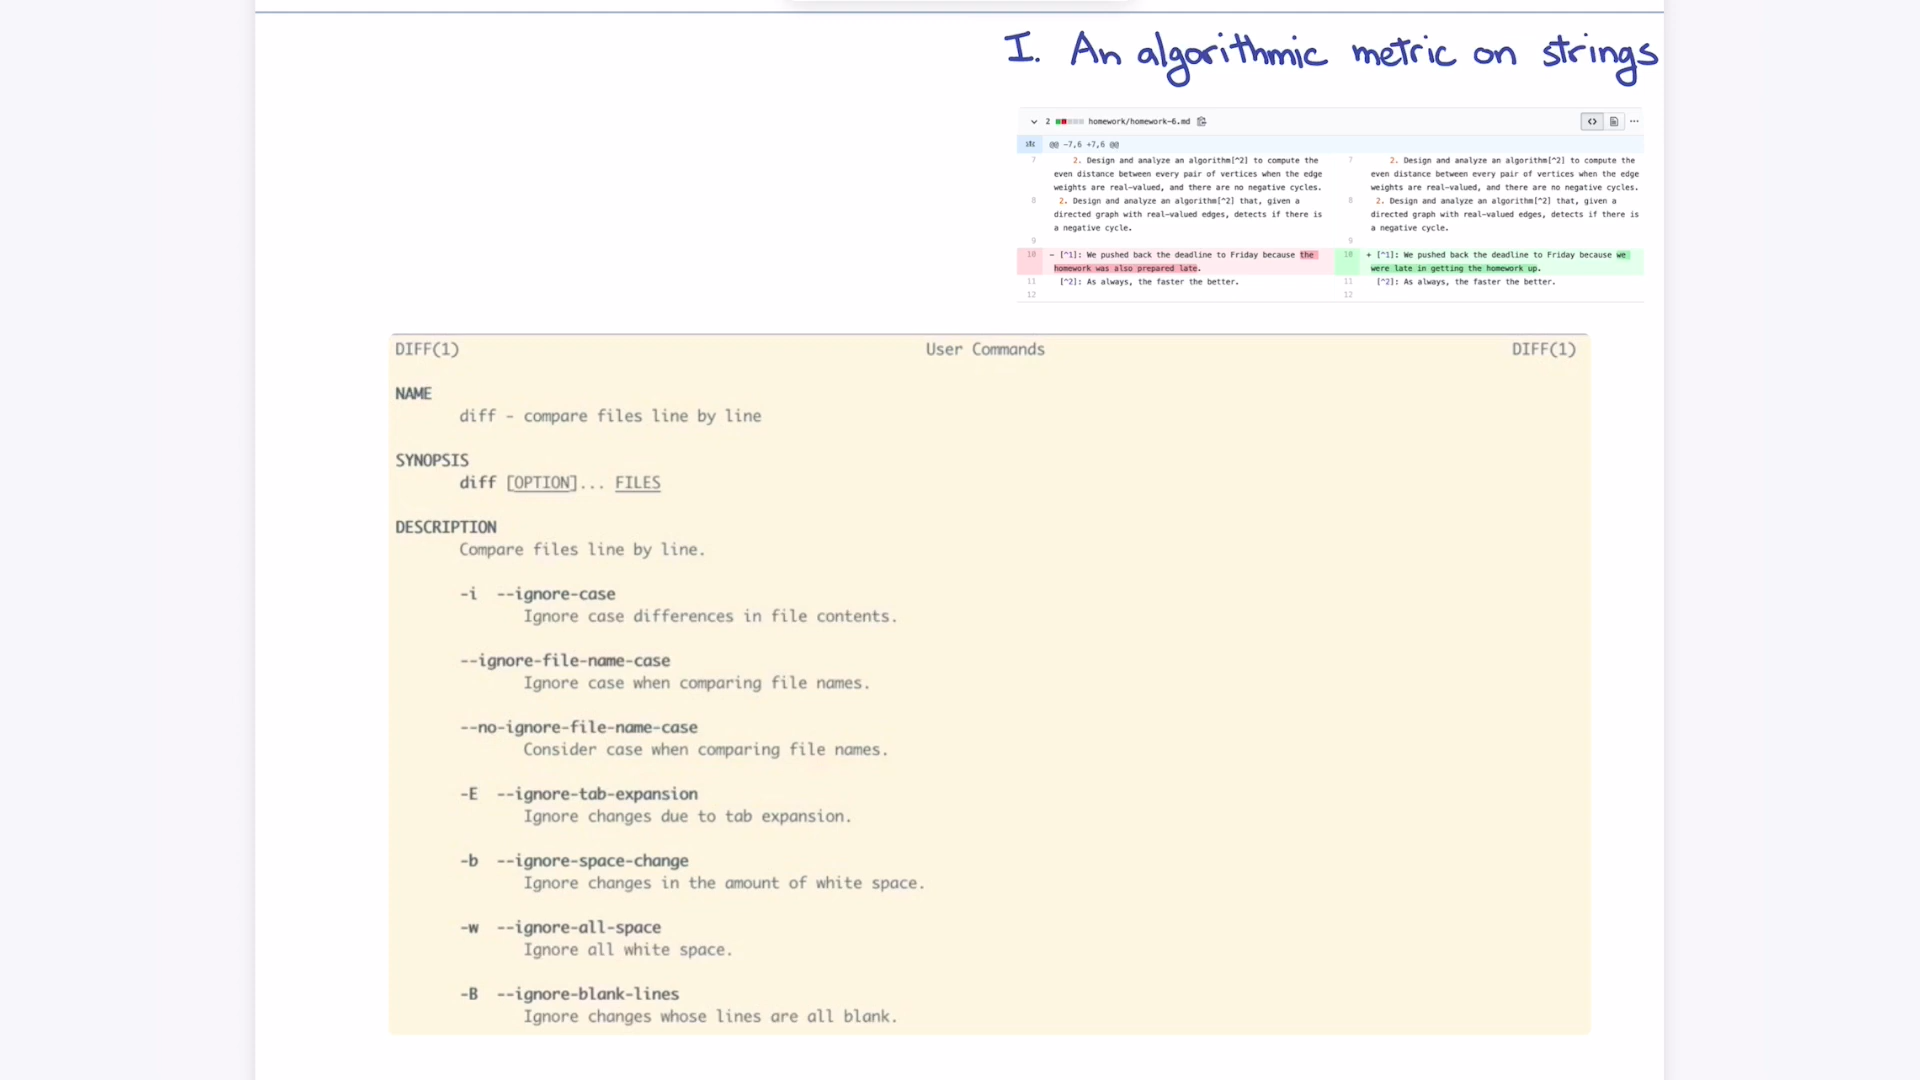 I. An algorithmic metric on strings
2 homework/homework-6.md
@@ -7,6 +7,6 @@
7 2. Design and analyze an algorithm[^2] to compute the
even distance between every pair of vertices when the edge
weights are real-valued, and there are no negative cycles.
8 2. Design and analyze an algorithm[^2] that, given a
directed graph with real-valued edges, detects if there is
a negative cycle.
9
10 - [^1]: We pushed back the deadline to Friday because the
homework was also prepared late.
11 [^2]: As always, the faster the better.
12
7 2. Design and analyze an algorithm[^2] to compute the
even distance between every pair of vertices when the edge
weights are real-valued, and there are no negative cycles.
8 2. Design and analyze an algorithm[^2] that, given a
directed graph with real-valued edges, detects if there is
a negative cycle.
9
10 + [^1]: We pushed back the deadline to Friday because we
were late in getting the homework up.
11 [^2]: As always, the faster the better.
12
DIFF(1) User Commands DIFF(1)
NAME
diff - compare files line by line
SYNOPSIS
diff [OPTION]... FILES
DESCRIPTION
Compare files line by line.
-i --ignore-case
Ignore case differences in file contents.
--ignore-file-name-case
Ignore case when comparing file names.
--no-ignore-file-name-case
Consider case when comparing file names.
-E --ignore-tab-expansion
Ignore changes due to tab expansion.
-b --ignore-space-change
Ignore changes in the amount of white space.
-w --ignore-all-space
Ignore all white space.
-B --ignore-blank-lines
Ignore changes whose lines are all blank.